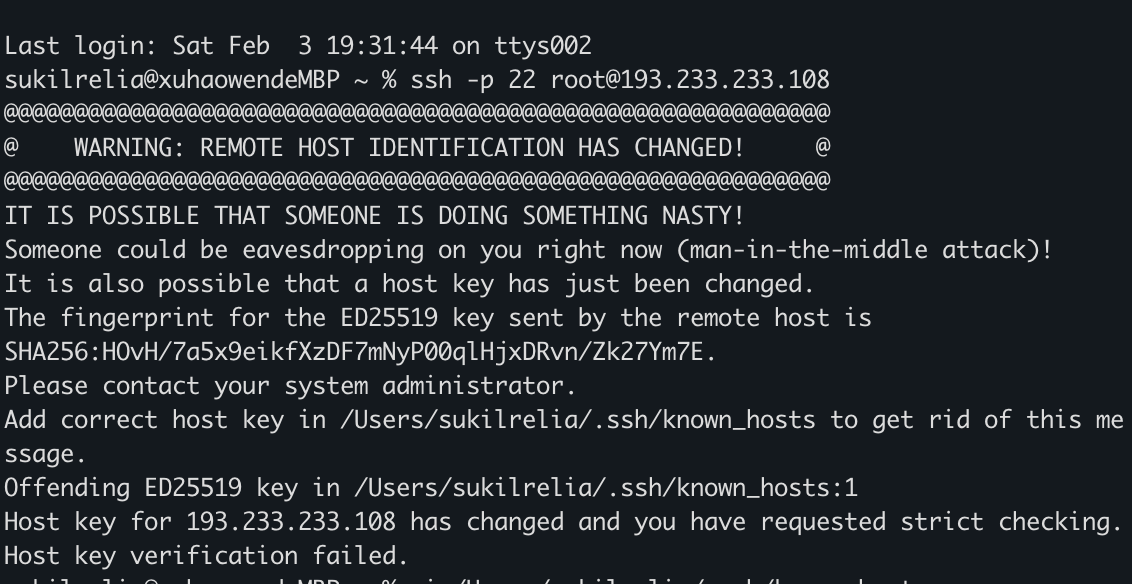 Last login: Sat Feb  3 19:31:44 on ttys002
sukilrelia@xuhaowendeMBP ~ % ssh -p 22 root@193.233.233.108
@@@@@@@@@@@@@@@@@@@@@@@@@@@@@@@@@@@@@@@@@@@@@@@@@@@@@@@@@@@
@    WARNING: REMOTE HOST IDENTIFICATION HAS CHANGED!     @
@@@@@@@@@@@@@@@@@@@@@@@@@@@@@@@@@@@@@@@@@@@@@@@@@@@@@@@@@@@
IT IS POSSIBLE THAT SOMEONE IS DOING SOMETHING NASTY!
Someone could be eavesdropping on you right now (man-in-the-middle attack)!
It is also possible that a host key has just been changed.
The fingerprint for the ED25519 key sent by the remote host is
SHA256:HOvH/7a5x9eikfXzDF7mNyP00qlHjxDRvn/Zk27Ym7E.
Please contact your system administrator.
Add correct host key in /Users/sukilrelia/.ssh/known_hosts to get rid of this me
ssage.
Offending ED25519 key in /Users/sukilrelia/.ssh/known_hosts:1
Host key for 193.233.233.108 has changed and you have requested strict checking.
Host key verification failed.